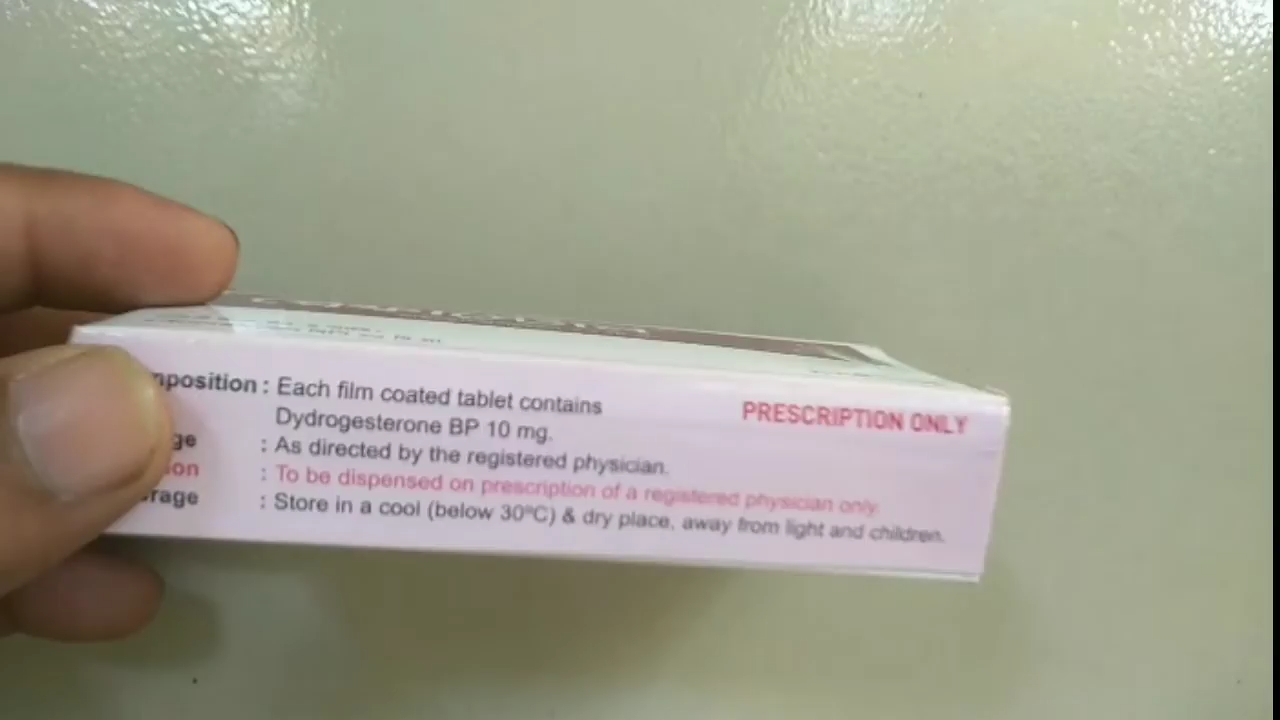 mposition : Each film coated tablet contains
Dydrogesterone BP 10 mg.
ge : As directed by the registered physician.
ion : To be dispensed on prescription of a registered physician only.
rage : Store in a cool (below 30°C) & dry place, away from light and children.
PRESCRIPTION ONLY